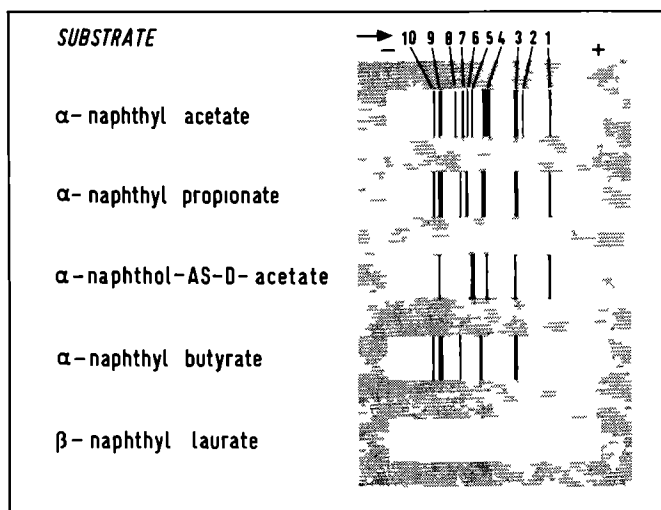 SUBSTRATE
→
10 9 8 7 6 5 4 3 2 1
− +
α- naphthyl acetate
α- naphthyl propionate
α-naphthol-AS-D-acetate
α- naphthyl butyrate
β- naphthyl laurate